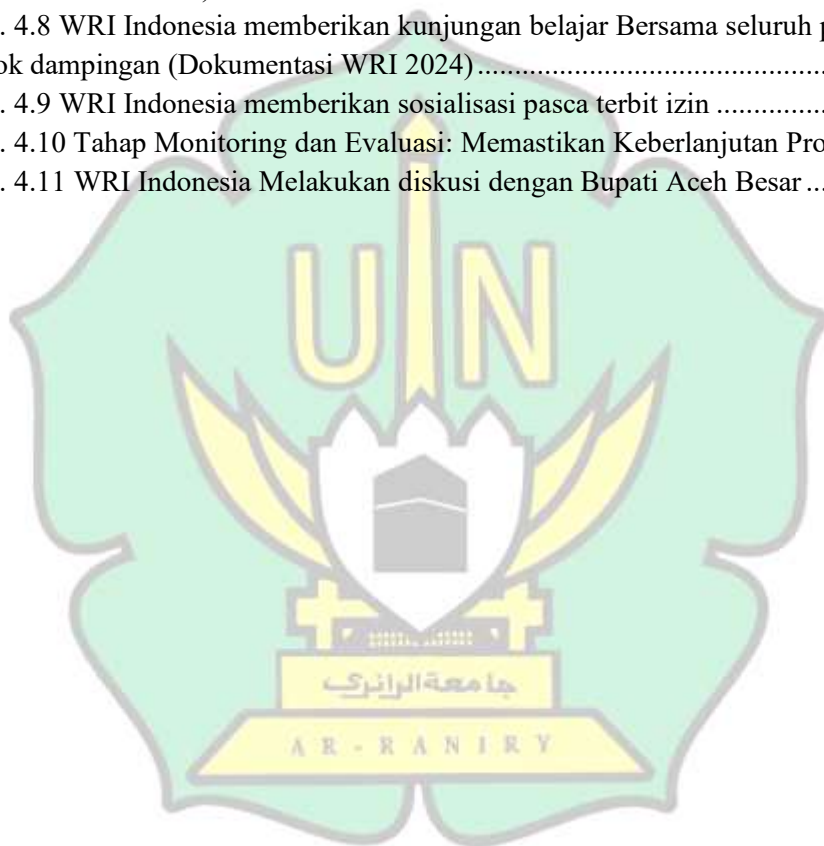 . 4.8 WRI Indonesia memberikan kunjungan belajar Bersama seluruh p
ok dampingan (Dokumentasi WRI 2024)..........................................
. 4.9 WRI Indonesia memberikan sosialisasi pasca terbit izin ................
. 4.10 Tahap Monitoring dan Evaluasi: Memastikan Keberlanjutan Pro
. 4.11 WRI Indonesia Melakukan diskusi dengan Bupati Aceh Besar ...
UIN
جامعة الرانري
AR-RANIRY